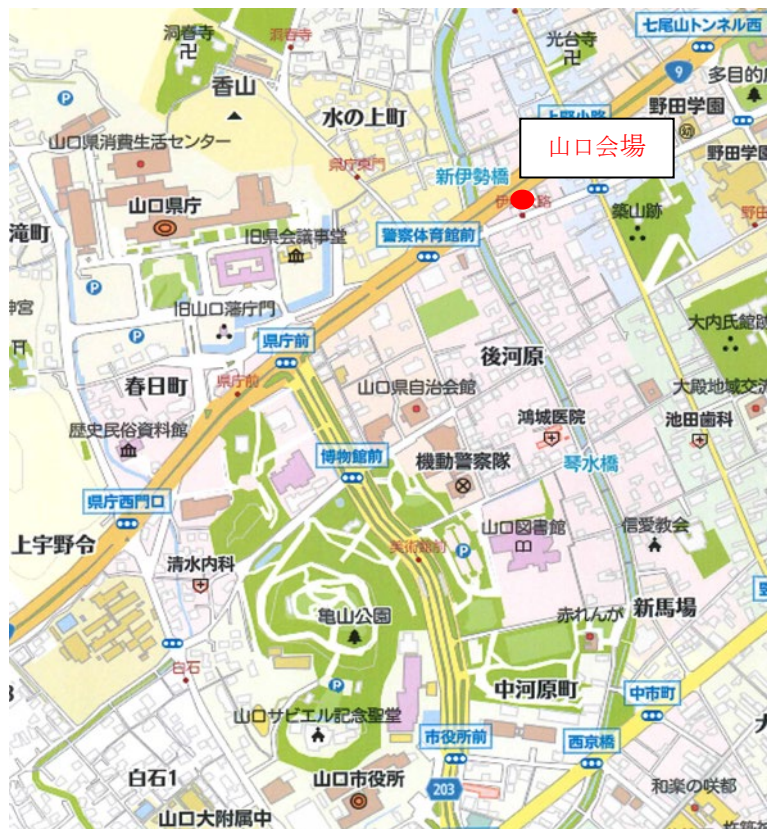 洞春寺
洞春寺
光台寺
七尾山トンネル西
9
多目的
香山
水の上町
野田学園
山口県消費生活センター
山口会場
野田学園
県庁東門
新伊勢橋
山口県庁
築山跡
滝町
旧県会議事堂
警察体育館前
旧山口藩庁門
神宮
大内氏館跡
県庁前
後河原
県庁前
春日町
山口県自治会館
大殿地域交流
鴻城医院
池田歯科
歴史民俗資料館
博物館前
機動警察隊
琴水橋
県庁西門口
山口図書館
信愛教会
上宇野令
美術館前
清水内科
亀山公園
赤れんが
新馬場
白石
中河原町
中市町
山口サビエル記念聖堂
市役所前
西京橋
白石1
山口市役所
203
和楽の咲都
山口大附属中